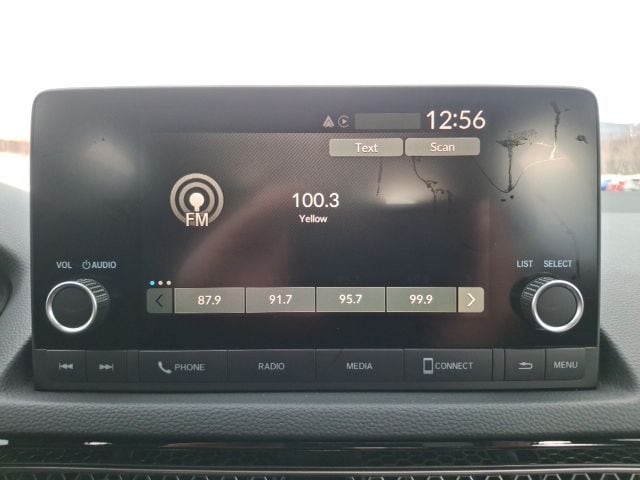 12:56
Text Scan
FM
100.3
Yellow
VOL AUDIO
LIST SELECT
87.9 91.7 95.7 99.9
PHONE RADIO MEDIA CONNECT MENU